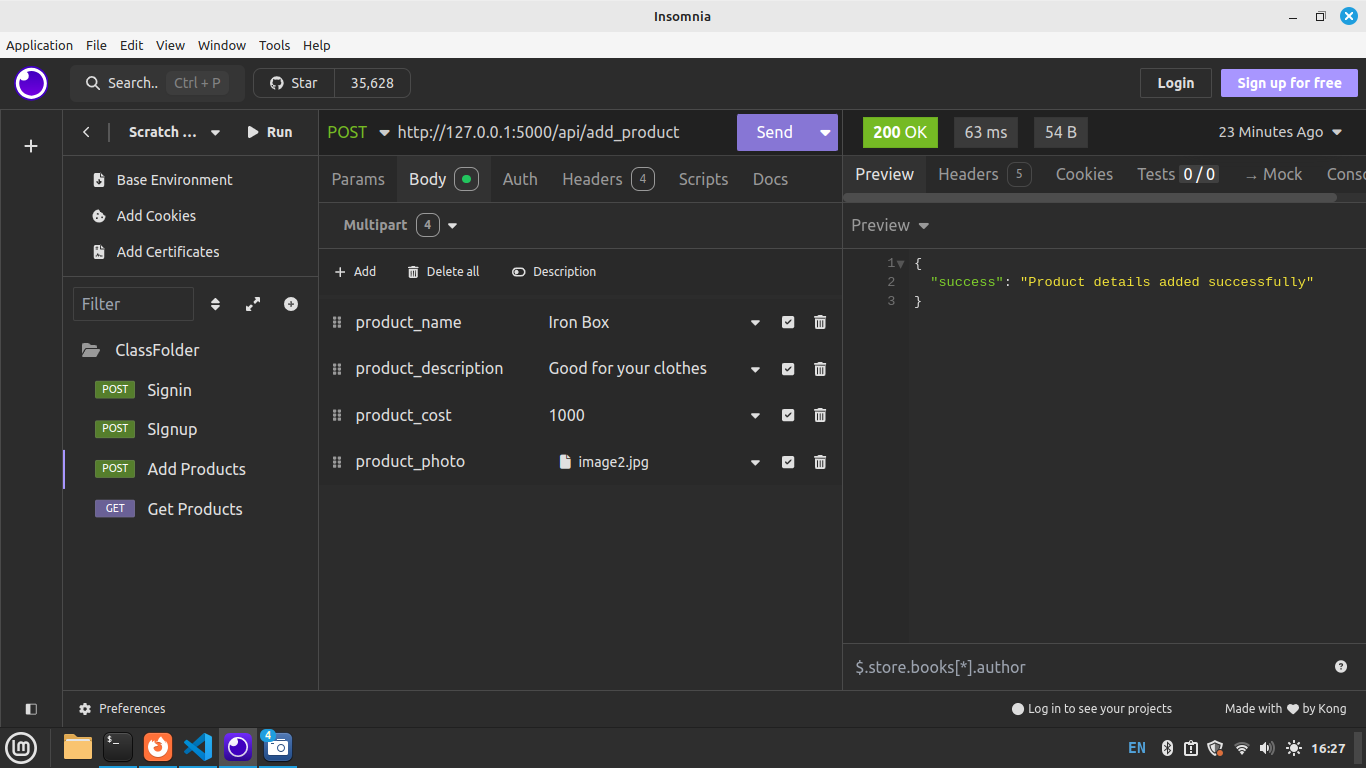 Insomnia
Application File Edit View Window Tools Help
Search.. Ctrl + P Star 35,628 Login Sign up for free
Scratch ... Run
Base Environment
Add Cookies
Add Certificates
Filter
ClassFolder
POST Signin
POST SIgnup
POST Add Products
GET Get Products
POST http://127.0.0.1:5000/api/add_product Send
Params Body Auth Headers 4 Scripts Docs
Multipart 4
Add Delete all Description
product_name Iron Box
product_description Good for your clothes
product_cost 1000
product_photo image2.jpg
200 OK 63 ms 54 B 23 Minutes Ago
Preview Headers 5 Cookies Tests 0 / 0 → Mock Conso
Preview
1 {
2 "success": "Product details added successfully"
3 }
$.store.books[*].author
Preferences Log in to see your projects Made with ♥ by Kong
4 EN 16:27